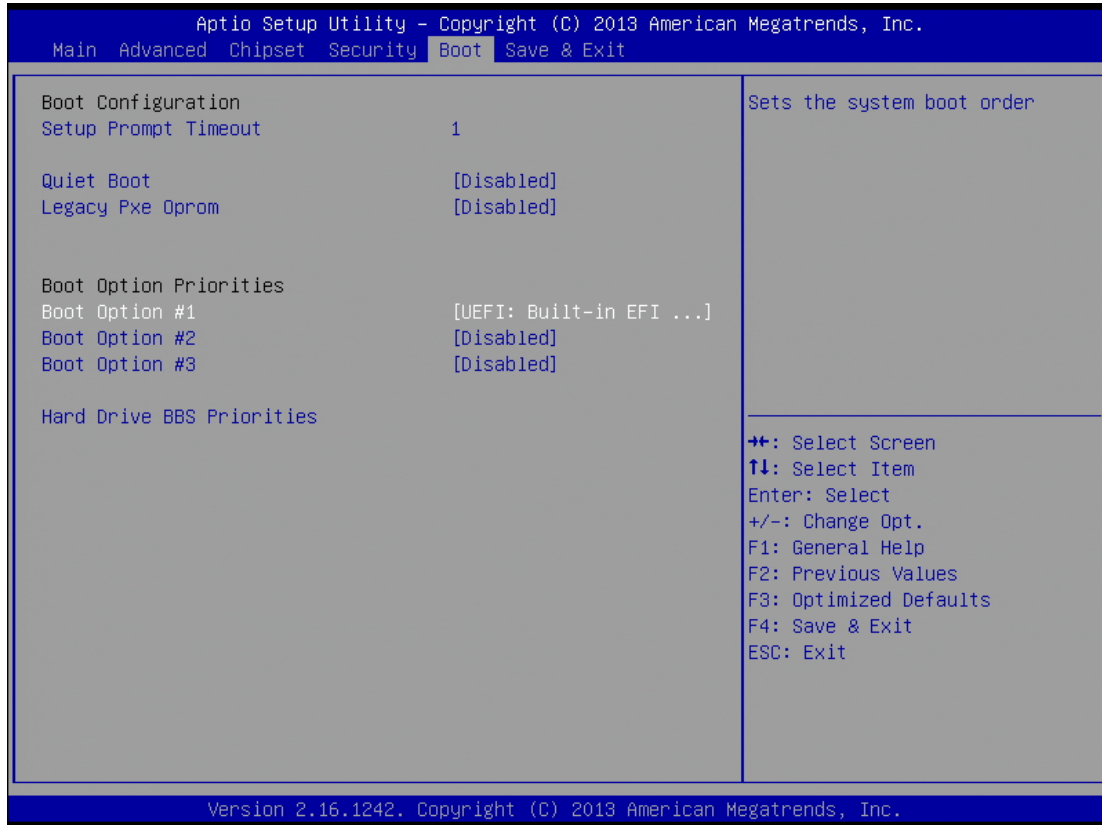 Aptio Setup Utility – Copyright (C) 2013 American Megatrends, Inc.
Main Advanced Chipset Security Boot Save & Exit
Boot Configuration
Setup Prompt Timeout 1
Quiet Boot [Disabled]
Legacy Pxe Oprom [Disabled]
Boot Option Priorities
Boot Option #1 [UEFI: Built-in EFI ...]
Boot Option #2 [Disabled]
Boot Option #3 [Disabled]
Hard Drive BBS Priorities
Sets the system boot order
→←: Select Screen
↑↓: Select Item
Enter: Select
+/-: Change Opt.
F1: General Help
F2: Previous Values
F3: Optimized Defaults
F4: Save & Exit
ESC: Exit
Version 2.16.1242. Copyright (C) 2013 American Megatrends, Inc.